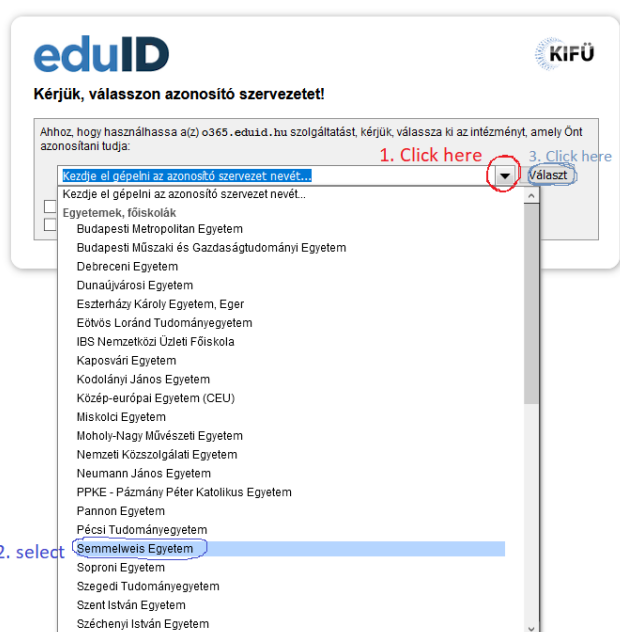 eduID
KIFÜ
Kérjük, válasszon azonosító szervezetet!
Ahhoz, hogy használhassa a(z) o365.eduid.hu szolgáltatást, kérjük, válassza ki az intézményt, amely Önt
azonosítani tudja:
1. Click here
3. Click here
Kezdje el gépelni az azonosító szervezet nevét...
Választ
Kezdje el gépelni az azonosító szervezet nevét...
Egyetemek, főiskolák
Budapesti Metropolitan Egyetem
Budapesti Műszaki és Gazdaságtudományi Egyetem
Debreceni Egyetem
Dunaújvárosi Egyetem
Eszterházy Károly Egyetem, Eger
Eötvös Loránd Tudományegyetem
IBS Nemzetközi Üzleti Főiskola
Kaposvári Egyetem
Kodolányi János Egyetem
Közép-európai Egyetem (CEU)
Miskolci Egyetem
Moholy-Nagy Művészeti Egyetem
Nemzeti Közszolgálati Egyetem
Neumann János Egyetem
PPKE - Pázmány Péter Katolikus Egyetem
Pannon Egyetem
Pécsi Tudományegyetem
2. select
Semmelweis Egyetem
Soproni Egyetem
Szegedi Tudományegyetem
Szent István Egyetem
Széchenyi István Egyetem